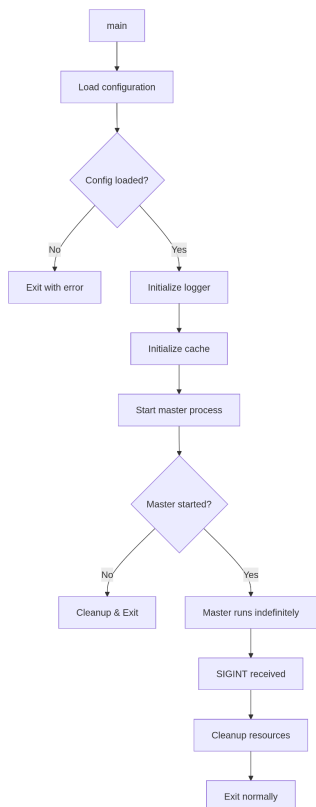 main
Load configuration
Config loaded?
No
Yes
Exit with error
Initialize logger
Initialize cache
Start master process
Master started?
No
Yes
Cleanup & Exit
Master runs indefinitely
SIGINT received
Cleanup resources
Exit normally